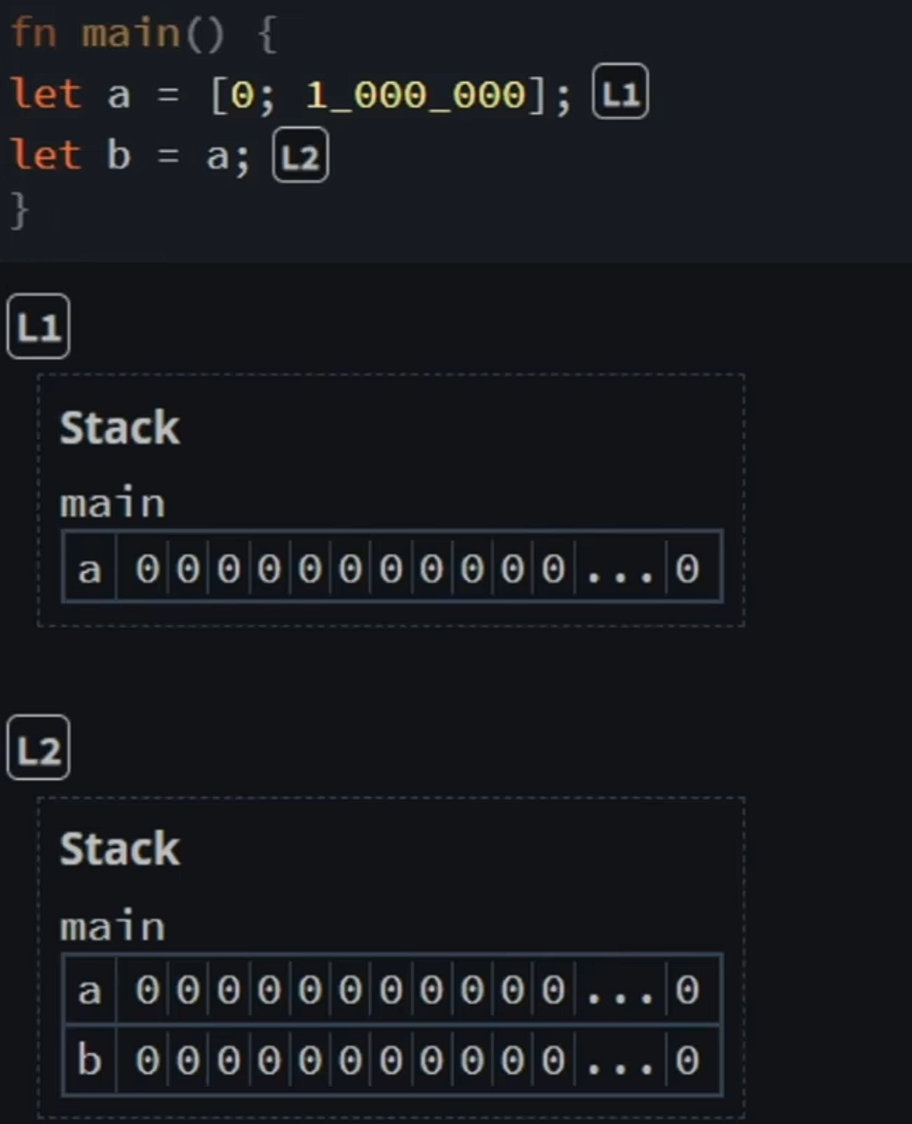 fn main() {
let a = [0; 1_000_000]; L1
let b = a; L2
}
L1
Stack
main
a 0 0 0 0 0 0 0 0 0 0 0 ... 0
L2
Stack
main
a 0 0 0 0 0 0 0 0 0 0 0 ... 0
b 0 0 0 0 0 0 0 0 0 0 0 ... 0